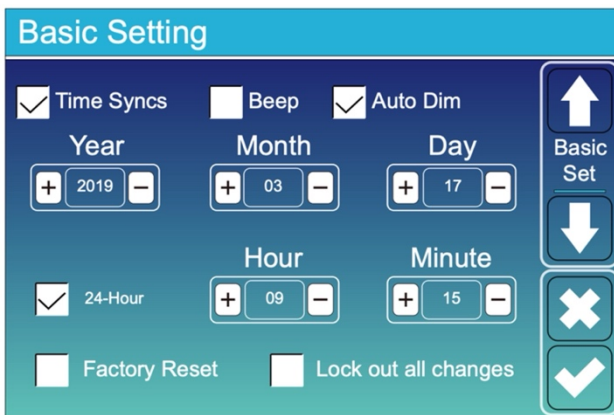 Basic Setting
Time Syncs Beep Auto Dim
Year Month Day
+ 2019 − + 03 − + 17 −
Basic
Set
Hour Minute
24-Hour + 09 − + 15 −
Factory Reset Lock out all changes